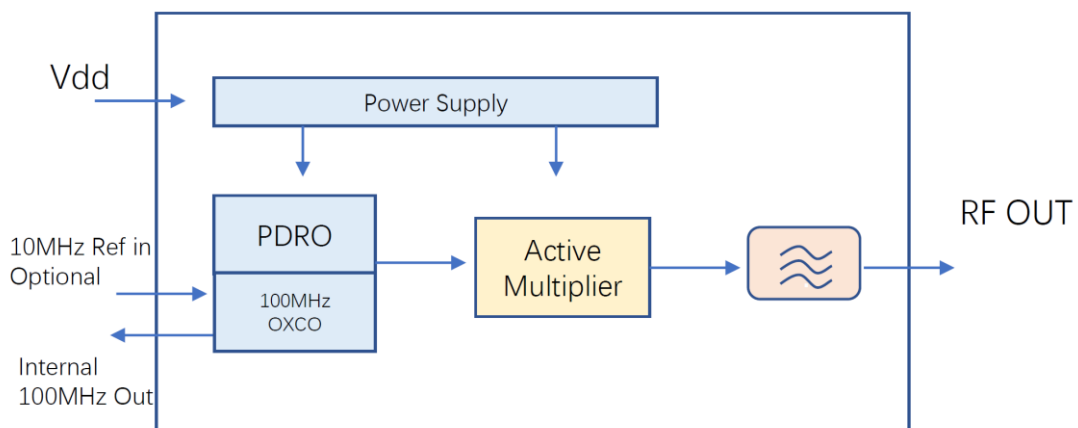 Vdd
Power Supply
PDRO
10MHz Ref in
Optional
100MHz
OXCO
Active
Multiplier
RF OUT
Internal
100MHz Out